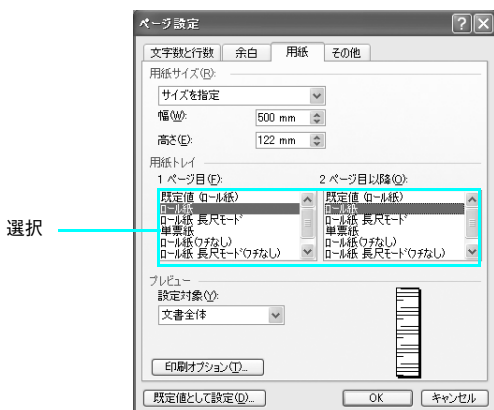 ページ設定
文字数と行数 余白 用紙 その他
用紙サイズ(R):
サイズを指定
幅(W): 500 mm
高さ(E): 122 mm
用紙トレイ
1 ページ目(F): 2 ページ目以降(O):
既定値 (ロール紙) 既定値 (ロール紙)
ロール紙 ロール紙
ロール紙 長尺モード ロール紙 長尺モード
単票紙 単票紙
ロール紙(フチなし) ロール紙(フチなし)
ロール紙 長尺モード(フチなし) ロール紙 長尺モード(フチなし)
選択
プレビュー
設定対象(Y):
文書全体
印刷オプション(T)...
既定値として設定(D)... OK キャンセル